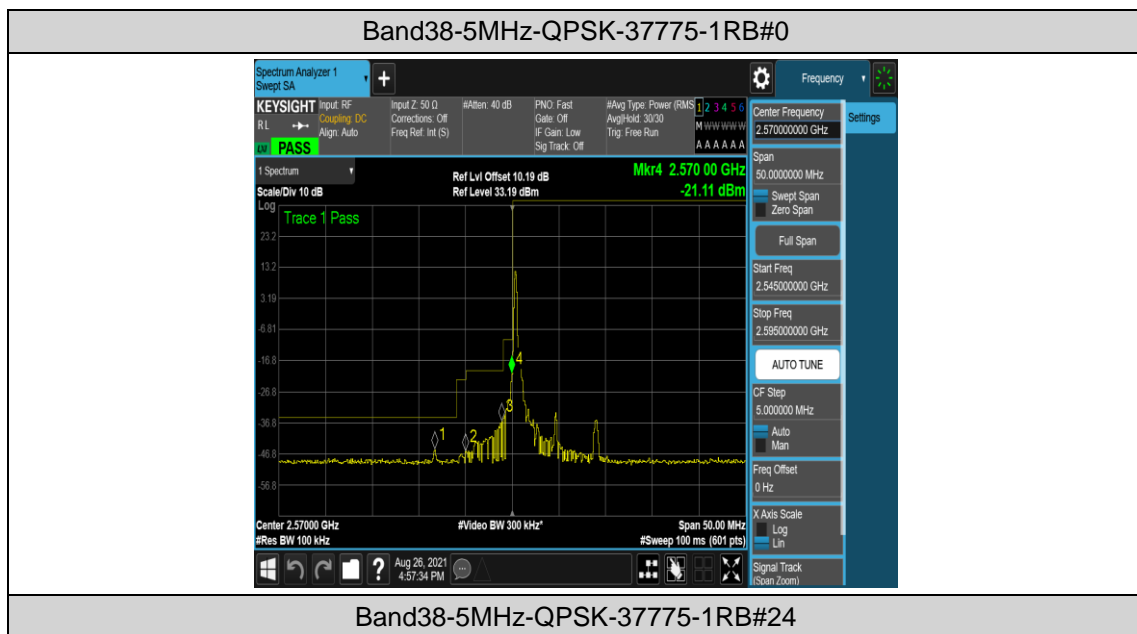 Band38-5MHz-QPSK-37775-1RB#0
Spectrum Analyzer 1
Swept SA
+
Frequency
KEYSIGHT
RL
PASS
Input: RF
Coupling: DC
Align: Auto
Input Z: 50 Ω
Corrections: Off
Freq Ref: Int (S)
#Atten: 40 dB
PNO: Fast
Gate: Off
IF Gain: Low
Sig Track: Off
#Avg Type: Power (RMS
Avg|Hold: 30/30
Trig: Free Run
1 2 3 4 5 6
M W W W W W
A A A A A A
1 Spectrum
Scale/Div 10 dB
Ref Lvl Offset 10.19 dB
Ref Level 33.19 dBm
Mkr4 2.570 00 GHz
-21.11 dBm
Log
Trace 1 Pass
23.2
13.2
3.19
-6.81
-16.8
-26.8
-36.8
-46.8
-56.8
1
2
3
4
Center 2.57000 GHz
#Res BW 100 kHz
#Video BW 300 kHz*
Span 50.00 MHz
#Sweep 100 ms (601 pts)
Center Frequency
2.570000000 GHz
Settings
Span
50.0000000 MHz
Swept Span
Zero Span
Full Span
Start Freq
2.545000000 GHz
Stop Freq
2.595000000 GHz
AUTO TUNE
CF Step
5.000000 MHz
Auto
Man
Freq Offset
0 Hz
X Axis Scale
Log
Lin
Signal Track
(Span Zoom)
?
Aug 26, 2021
4:57:34 PM
Band38-5MHz-QPSK-37775-1RB#24